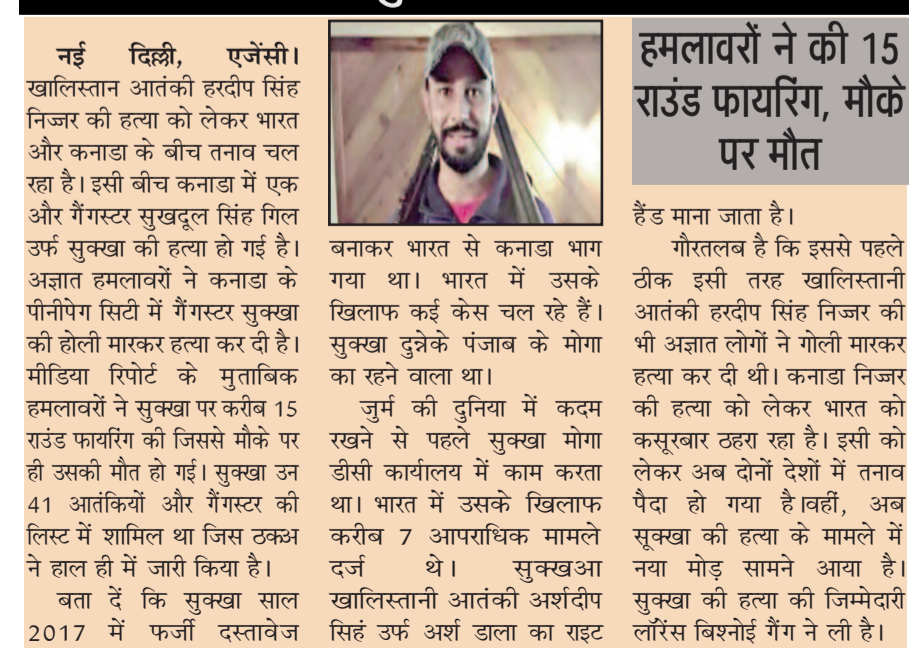 नई दिल्ली, एजेंसी।
खालिस्तान आतंकी हरदीप सिंह
निज्जर की हत्या को लेकर भारत
और कनाडा के बीच तनाव चल
रहा है। इसी बीच कनाडा में एक
और गैंगस्टर सुखदूल सिंह गिल
उर्फ सुक्खा की हत्या हो गई है।
अज्ञात हमलावरों ने कनाडा के
पीनीपेग सिटी में गैंगस्टर सुक्खा
की होली मारकर हत्या कर दी है।
मीडिया रिपोर्ट के मुताबिक
हमलावरों ने सुक्खा पर करीब 15
राउंड फायरिंग की जिससे मौके पर
ही उसकी मौत हो गई। सुक्खा उन
41 आतंकियों और गैंगस्टर की
लिस्ट में शामिल था जिस ठकअ
ने हाल ही में जारी किया है।
बता दें कि सुक्खा साल
2017 में फर्जी दस्तावेज
बनाकर भारत से कनाडा भाग
गया था। भारत में उसके
खिलाफ कई केस चल रहे हैं।
सुक्खा दुन्नेके पंजाब के मोगा
का रहने वाला था।
जुर्म की दुनिया में कदम
रखने से पहले सुक्खा मोगा
डीसी कार्यालय में काम करता
था। भारत में उसके खिलाफ
करीब 7 आपराधिक मामले
दर्ज थे। सुक्खआ
खालिस्तानी आतंकी अर्शदीप
सिहं उर्फ अर्श डाला का राइट
हमलावरों ने की 15
राउंड फायरिंग, मौके
पर मौत
हैंड माना जाता है।
गौरतलब है कि इससे पहले
ठीक इसी तरह खालिस्तानी
आतंकी हरदीप सिंह निज्जर की
भी अज्ञात लोगों ने गोली मारकर
हत्या कर दी थी। कनाडा निज्जर
की हत्या को लेकर भारत को
कसूरबार ठहरा रहा है। इसी को
लेकर अब दोनों देशों में तनाव
पैदा हो गया है।वहीं, अब
सूक्खा की हत्या के मामले में
नया मोड़ सामने आया है।
सुक्खा की हत्या की जिम्मेदारी
लॉरेंस बिश्नोई गैंग ने ली है।